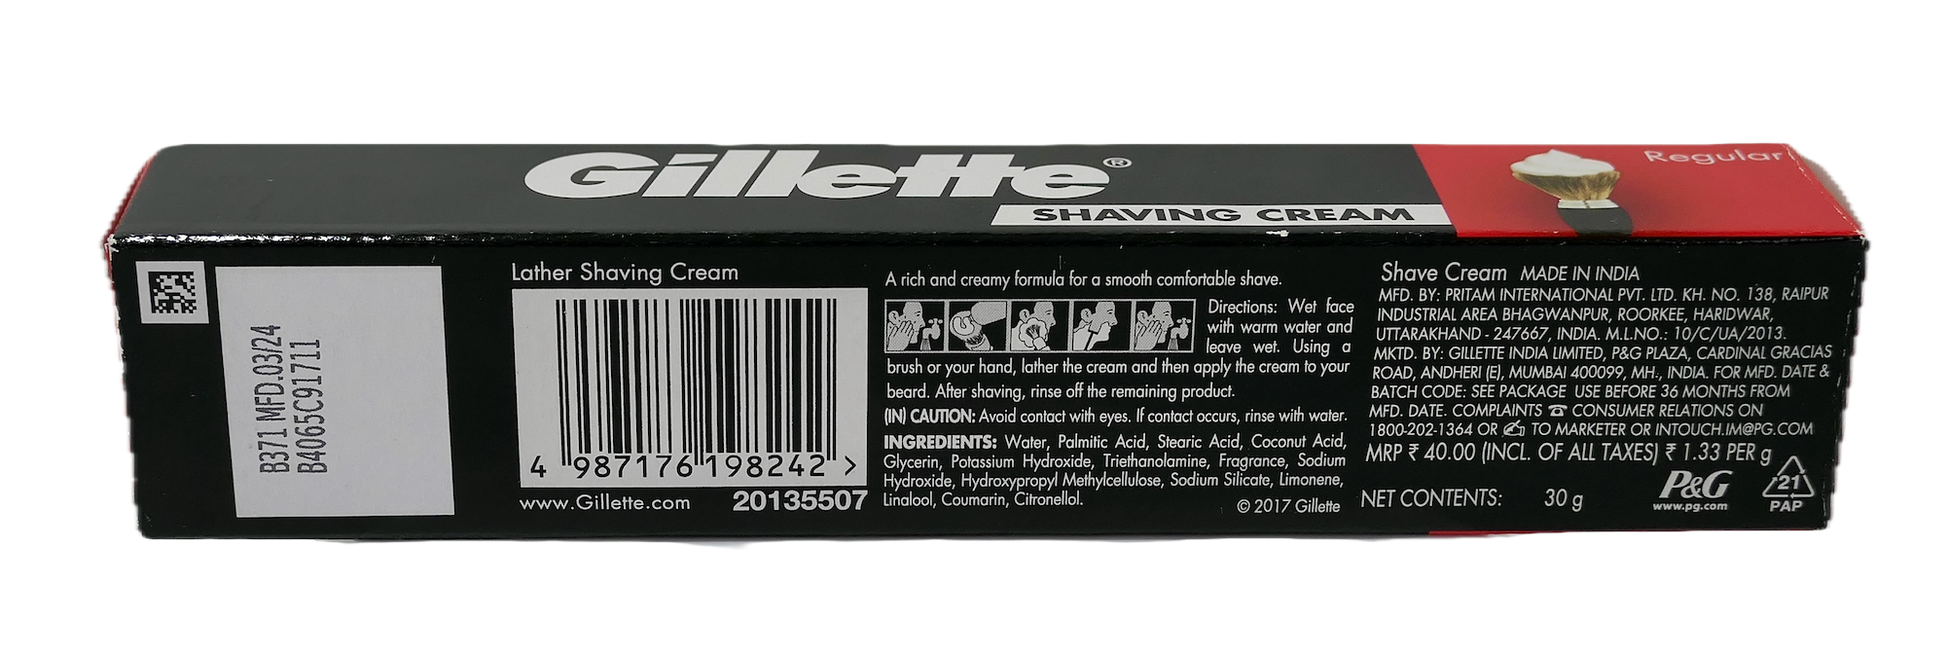 Gillette®
SHAVING CREAM
Regular
B371 MFD.03/24
B4065C91711
Lather Shaving Cream
4 987176 198242 >
www.Gillette.com 20135507
A rich and creamy formula for a smooth comfortable shave.
Directions: Wet face
with warm water and
leave wet. Using a
brush or your hand, lather the cream and then apply the cream to your
beard. After shaving, rinse off the remaining product.
(IN) CAUTION: Avoid contact with eyes. If contact occurs, rinse with water.
INGREDIENTS: Water, Palmitic Acid, Stearic Acid, Coconut Acid,
Glycerin, Potassium Hydroxide, Triethanolamine, Fragrance, Sodium
Hydroxide, Hydroxypropyl Methylcellulose, Sodium Silicate, Limonene,
Linalool, Coumarin, Citronellol.
© 2017 Gillette
Shave Cream MADE IN INDIA
MFD. BY: PRITAM INTERNATIONAL PVT. LTD. KH. NO. 138, RAIPUR
INDUSTRIAL AREA BHAGWANPUR, ROORKEE, HARIDWAR,
UTTARAKHAND - 247667, INDIA. M.L.NO.: 10/C/UA/2013.
MKTD. BY: GILLETTE INDIA LIMITED, P&G PLAZA, CARDINAL GRACIAS
ROAD, ANDHERI (E), MUMBAI 400099, MH., INDIA. FOR MFD. DATE &
BATCH CODE: SEE PACKAGE USE BEFORE 36 MONTHS FROM
MFD. DATE. COMPLAINTS ☎ CONSUMER RELATIONS ON
1800-202-1364 OR ✍ TO MARKETER OR INTOUCH.IM@PG.COM
MRP ₹ 40.00 (INCL. OF ALL TAXES) ₹ 1.33 PER g
NET CONTENTS: 30 g
P&G
www.pg.com
21
PAP